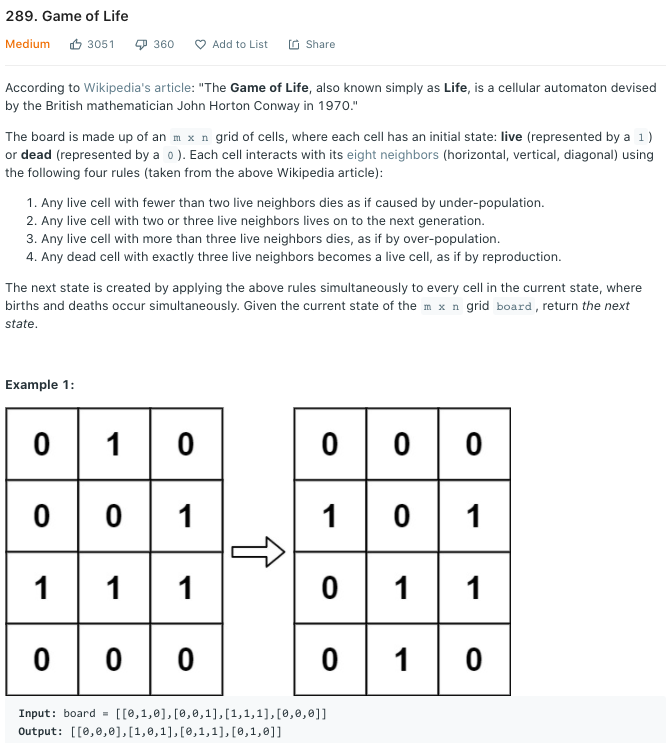 289. Game of Life
Medium 3051 360 Add to List Share
According to Wikipedia's article: "The Game of Life, also known simply as Life, is a cellular automaton devised
by the British mathematician John Horton Conway in 1970."
The board is made up of an m x n grid of cells, where each cell has an initial state: live (represented by a 1 )
or dead (represented by a 0 ). Each cell interacts with its eight neighbors (horizontal, vertical, diagonal) using
the following four rules (taken from the above Wikipedia article):
1. Any live cell with fewer than two live neighbors dies as if caused by under-population.
2. Any live cell with two or three live neighbors lives on to the next generation.
3. Any live cell with more than three live neighbors dies, as if by over-population.
4. Any dead cell with exactly three live neighbors becomes a live cell, as if by reproduction.
The next state is created by applying the above rules simultaneously to every cell in the current state, where
births and deaths occur simultaneously. Given the current state of the m x n grid board , return the next
state.
Example 1:
0 1 0 0 0 0
0 0 1 1 0 1
1 1 1 0 1 1
0 0 0 0 1 0
Input: board = [[0,1,0],[0,0,1],[1,1,1],[0,0,0]]
Output: [[0,0,0],[1,0,1],[0,1,1],[0,1,0]]